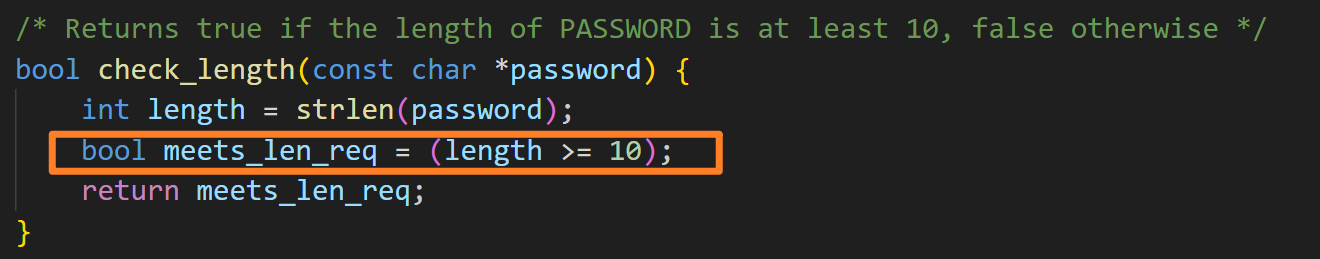 /* Returns true if the length of PASSWORD is at least 10, false otherwise */
bool check_length(const char *password) {
    int length = strlen(password);
    bool meets_len_req = (length >= 10);
    return meets_len_req;
}